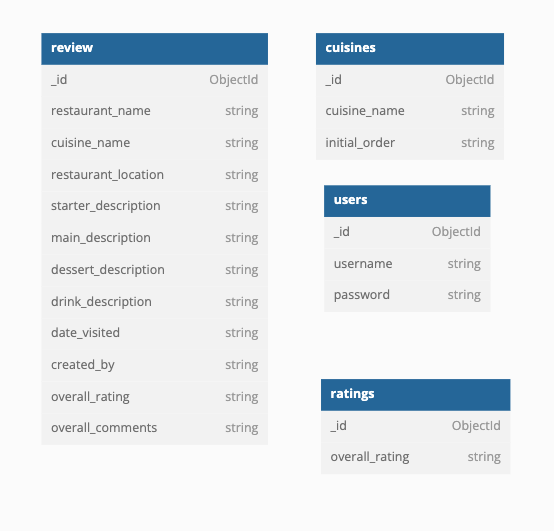 review
_id ObjectId
restaurant_name string
cuisine_name string
restaurant_location string
starter_description string
main_description string
dessert_description string
drink_description string
date_visited string
created_by string
overall_rating string
overall_comments string
cuisines
_id ObjectId
cuisine_name string
initial_order string
users
_id ObjectId
username string
password string
ratings
_id ObjectId
overall_rating string